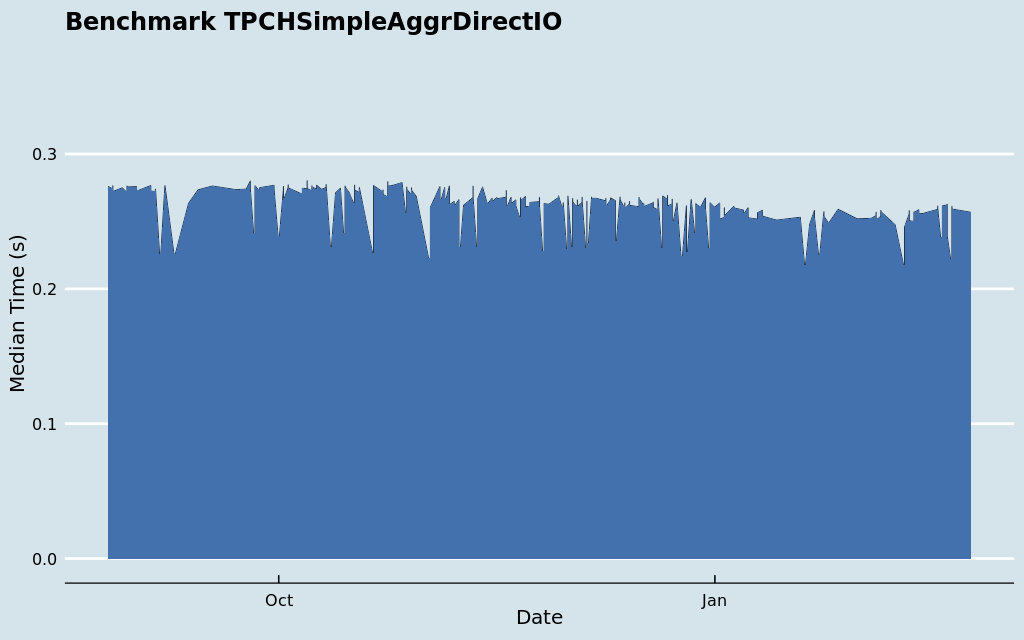 Benchmark TPCHSimpleAggrDirectIO
0.3
0.2
0.1
0.0
Median Time (s)
Oct
Jan
Date